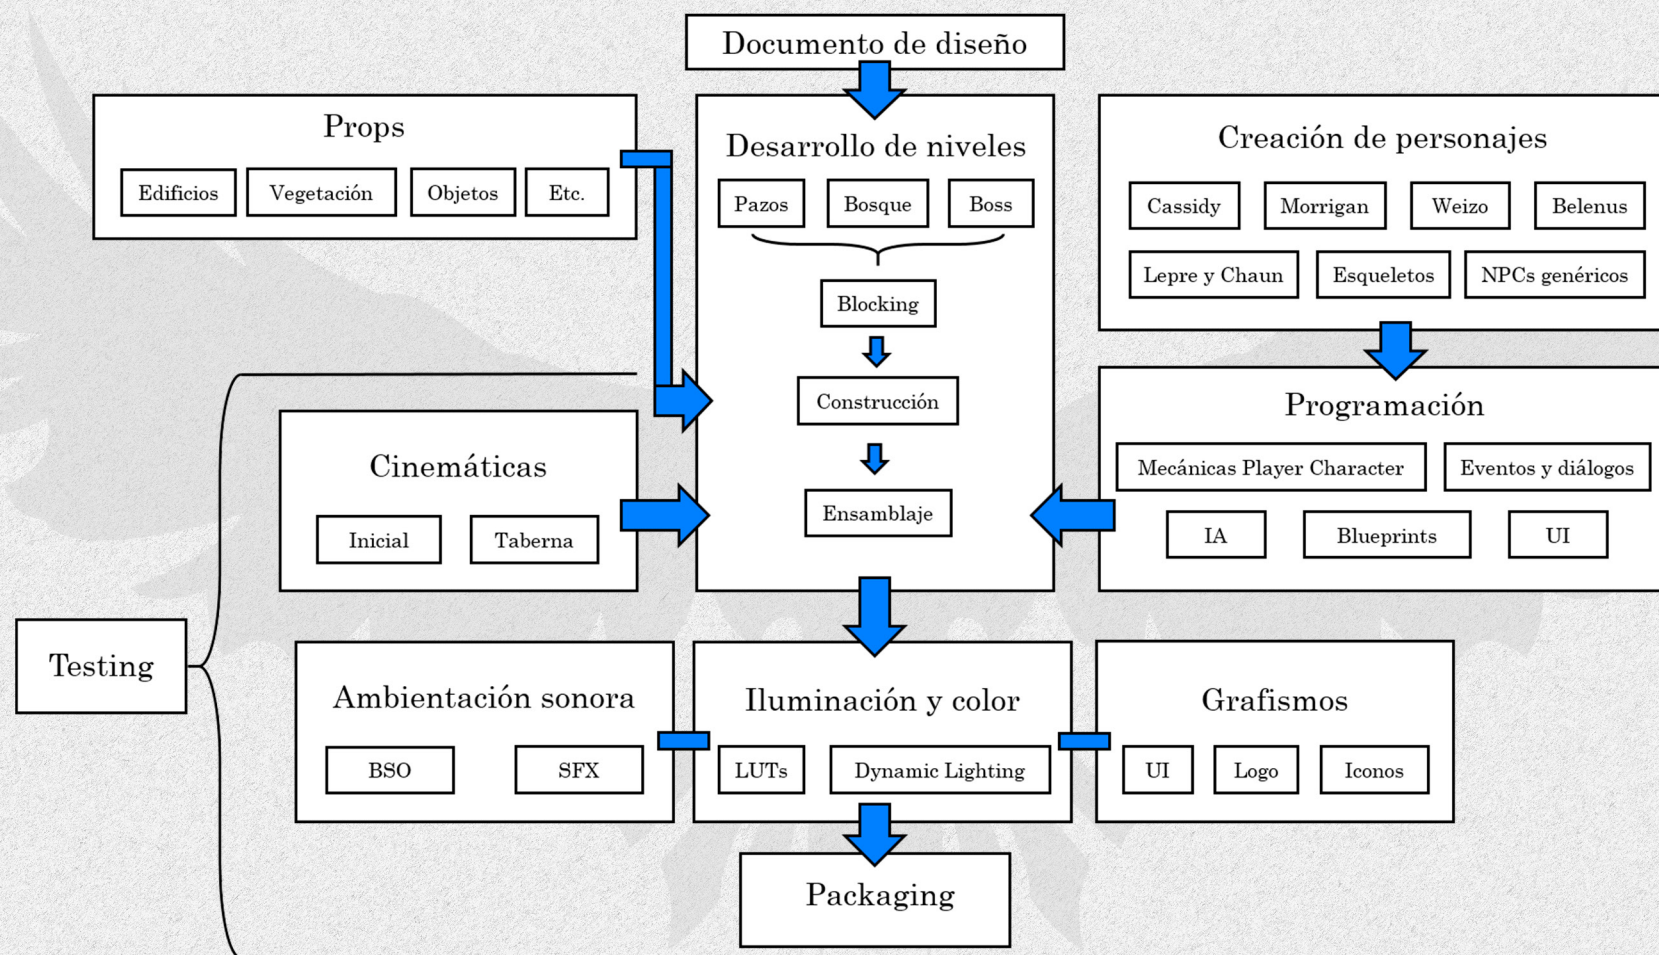 Documento de diseño
Props
Edificios
Vegetación
Objetos
Etc.
Desarrollo de niveles
Pazos
Bosque
Boss
Blocking
Construcción
Ensamblaje
Creación de personajes
Cassidy
Morrigan
Weizo
Belenus
Lepre y Chaun
Esqueletos
NPCs genéricos
Programación
Mecánicas Player Character
Eventos y diálogos
IA
Blueprints
UI
Cinemáticas
Inicial
Taberna
Testing
Ambientación sonora
BSO
SFX
Iluminación y color
LUTs
Dynamic Lighting
Grafismos
UI
Logo
Iconos
Packaging